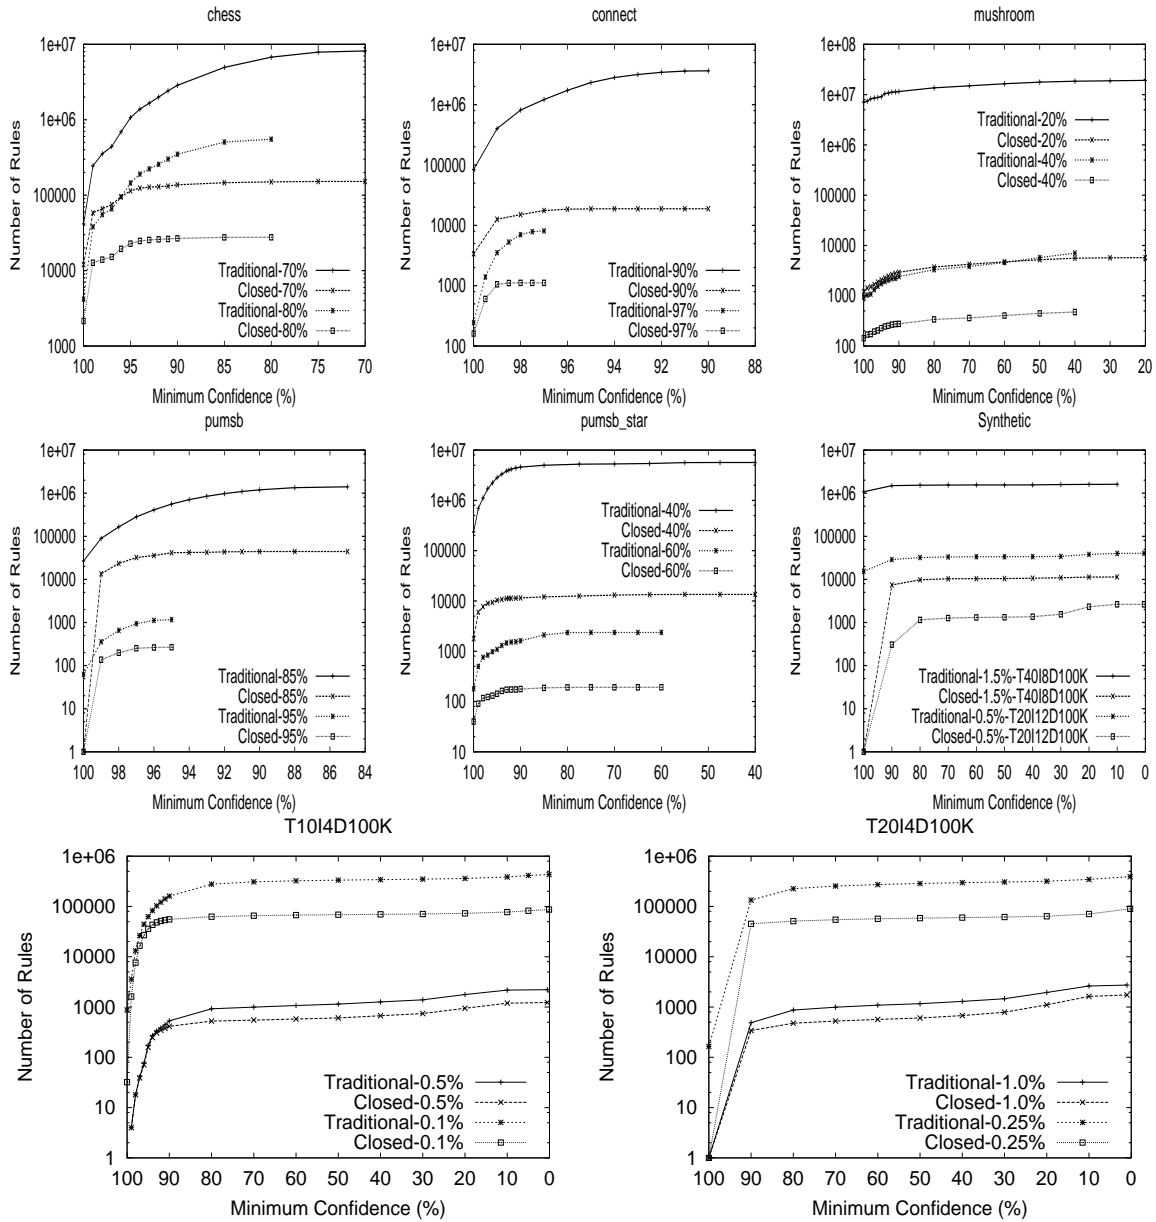 chess
1e+07
1e+06
100000
10000
1000
Number of Rules
Traditional-70%
Closed-70%
Traditional-80%
Closed-80%
100 95 90 85 80 75 70
Minimum Confidence (%)
connect
1e+07
1e+06
100000
10000
1000
100
Number of Rules
Traditional-90%
Closed-90%
Traditional-97%
Closed-97%
100 98 96 94 92 90 88
Minimum Confidence (%)
mushroom
1e+08
1e+07
1e+06
100000
10000
1000
100
Number of Rules
Traditional-20%
Closed-20%
Traditional-40%
Closed-40%
100 90 80 70 60 50 40 30 20
Minimum Confidence (%)
pumsb
1e+07
1e+06
100000
10000
1000
100
10
1
Number of Rules
Traditional-85%
Closed-85%
Traditional-95%
Closed-95%
100 98 96 94 92 90 88 86 84
Minimum Confidence (%)
pumsb_star
1e+07
1e+06
100000
10000
1000
100
10
Number of Rules
Traditional-40%
Closed-40%
Traditional-60%
Closed-60%
100 90 80 70 60 50 40
Minimum Confidence (%)
Synthetic
1e+07
1e+06
100000
10000
1000
100
10
1
Number of Rules
Traditional-1.5%-T40I8D100K
Closed-1.5%-T40I8D100K
Traditional-0.5%-T20I12D100K
Closed-0.5%-T20I12D100K
100 90 80 70 60 50 40 30 20 10 0
Minimum Confidence (%)
T10I4D100K
1e+06
100000
10000
1000
100
10
1
Number of Rules
Traditional-0.5%
Closed-0.5%
Traditional-0.1%
Closed-0.1%
100 90 80 70 60 50 40 30 20 10 0
Minimum Confidence (%)
T20I4D100K
1e+06
100000
10000
1000
100
10
1
Number of Rules
Traditional-1.0%
Closed-1.0%
Traditional-0.25%
Closed-0.25%
100 90 80 70 60 50 40 30 20 10 0
Minimum Confidence (%)